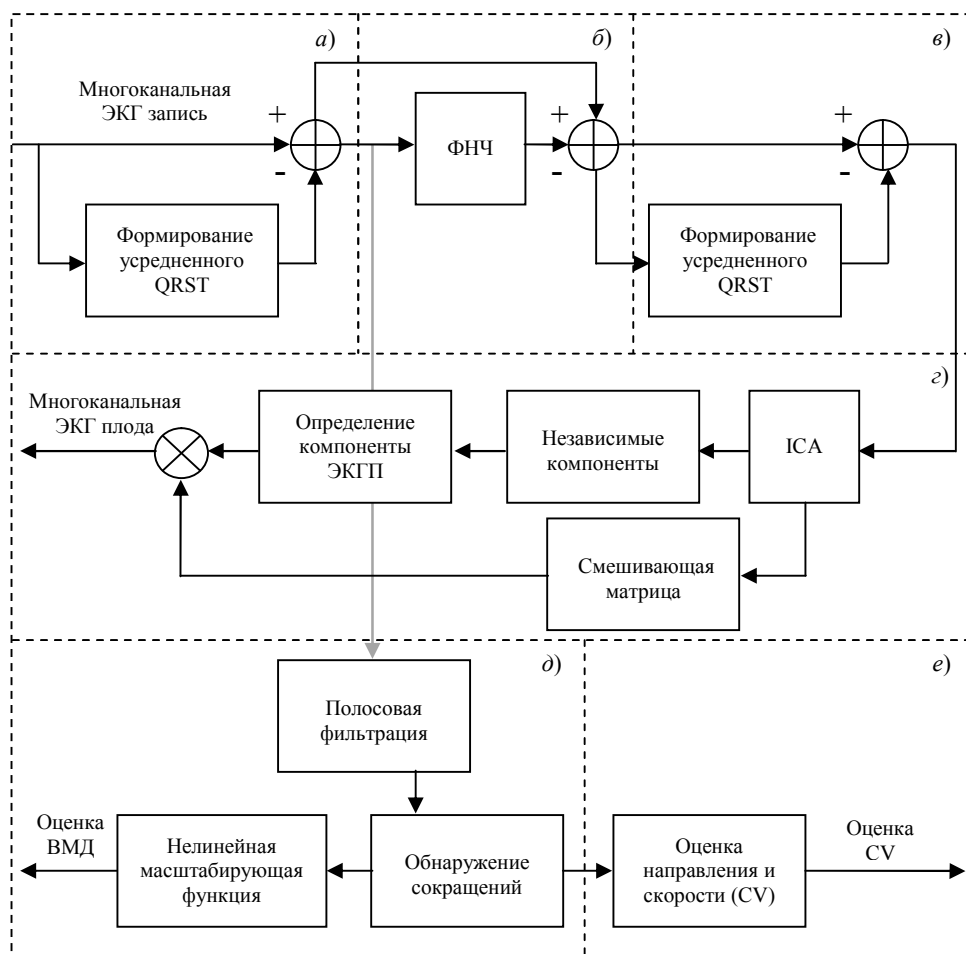 а)
б)
в)
Многоканальная
ЭКГ запись
+
-
ФНЧ
+
-
+
-
Формирование
усредненного
QRST
Формирование
усредненного
QRST
г)
Многоканальная
ЭКГ плода
Определение
компоненты
ЭКГП
Независимые
компоненты
ICA
Смешивающая
матрица
д)
е)
Полосовая
фильтрация
Оценка
ВМД
Нелинейная
масштабирующая
функция
Обнаружение
сокращений
Оценка
направления и
скорости (CV)
Оценка
CV